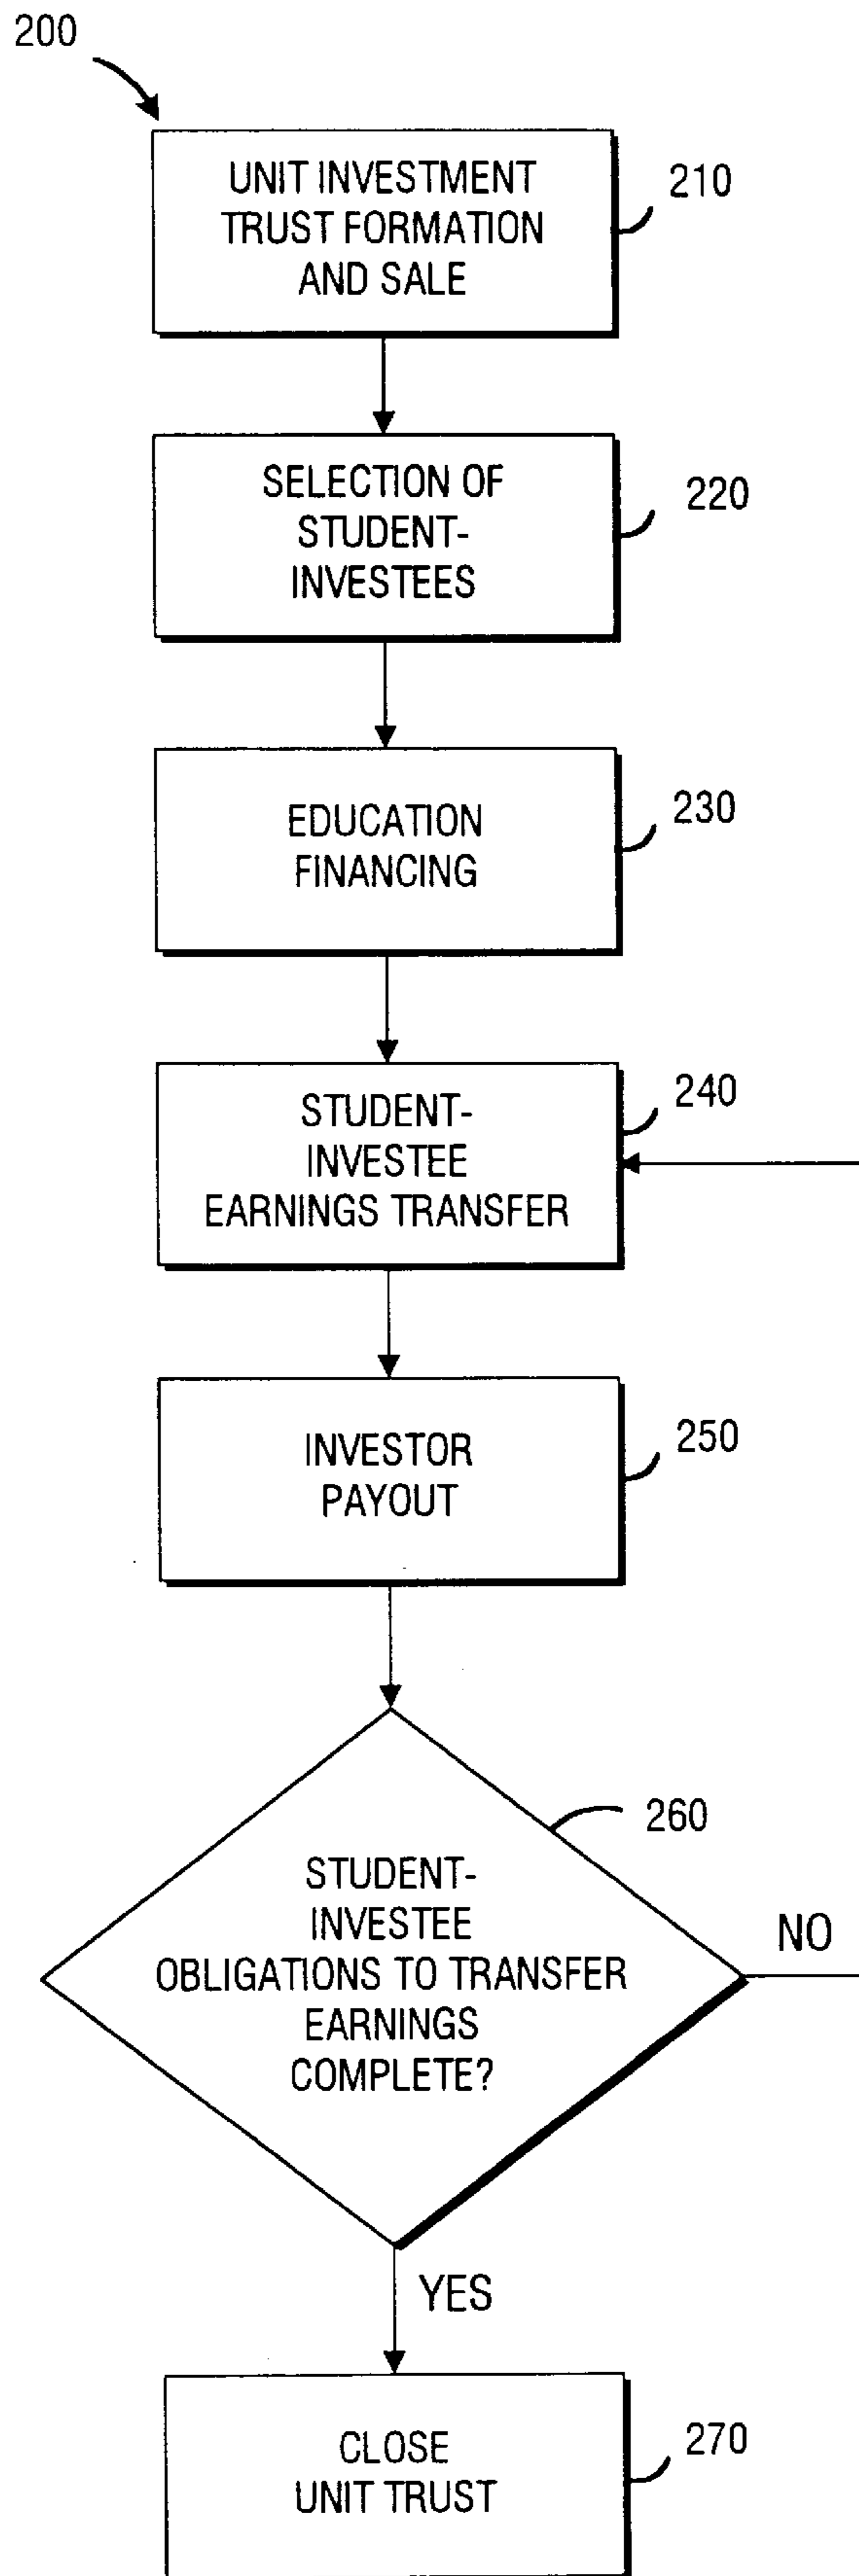 200
UNIT INVESTMENT
TRUST FORMATION
AND SALE
210
SELECTION OF
STUDENT-
INVESTEES
220
EDUCATION
FINANCING
230
STUDENT-
INVESTEE
EARNINGS TRANSFER
240
INVESTOR
PAYOUT
250
STUDENT-
INVESTEE
OBLIGATIONS TO TRANSFER
EARNINGS
COMPLETE?
260
NO
YES
CLOSE
UNIT TRUST
270